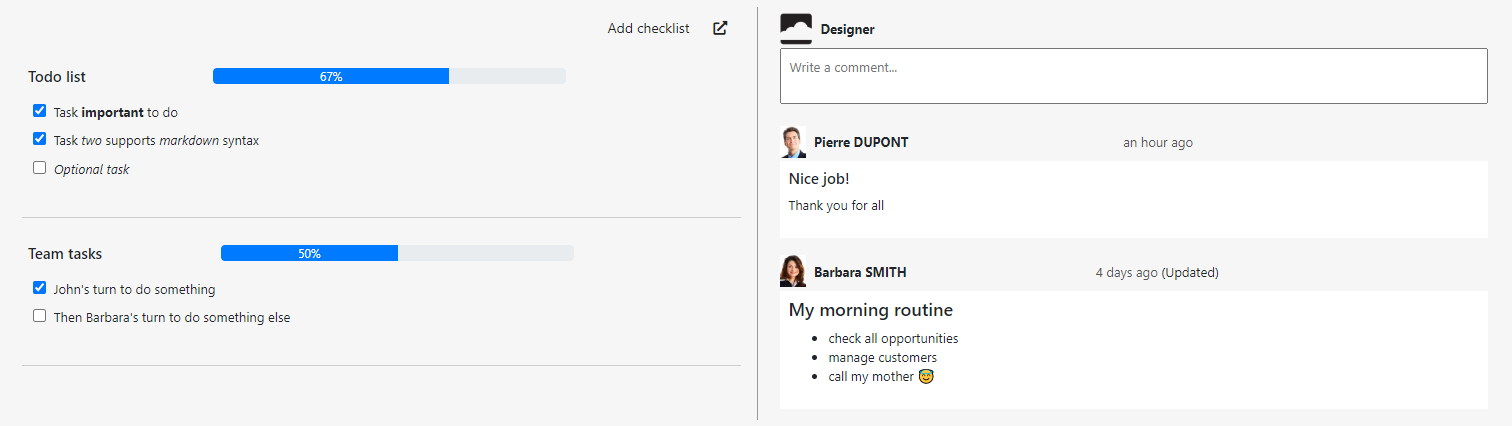 Add checklist
Todo list
67%
Task important to do
Task two supports markdown syntax
Optional task
Team tasks
50%
John's turn to do something
Then Barbara's turn to do something else
Designer
Write a comment...
Pierre DUPONT an hour ago
Nice job!
Thank you for all
Barbara SMITH 4 days ago (Updated)
My morning routine
• check all opportunities
• manage customers
• call my mother 😇